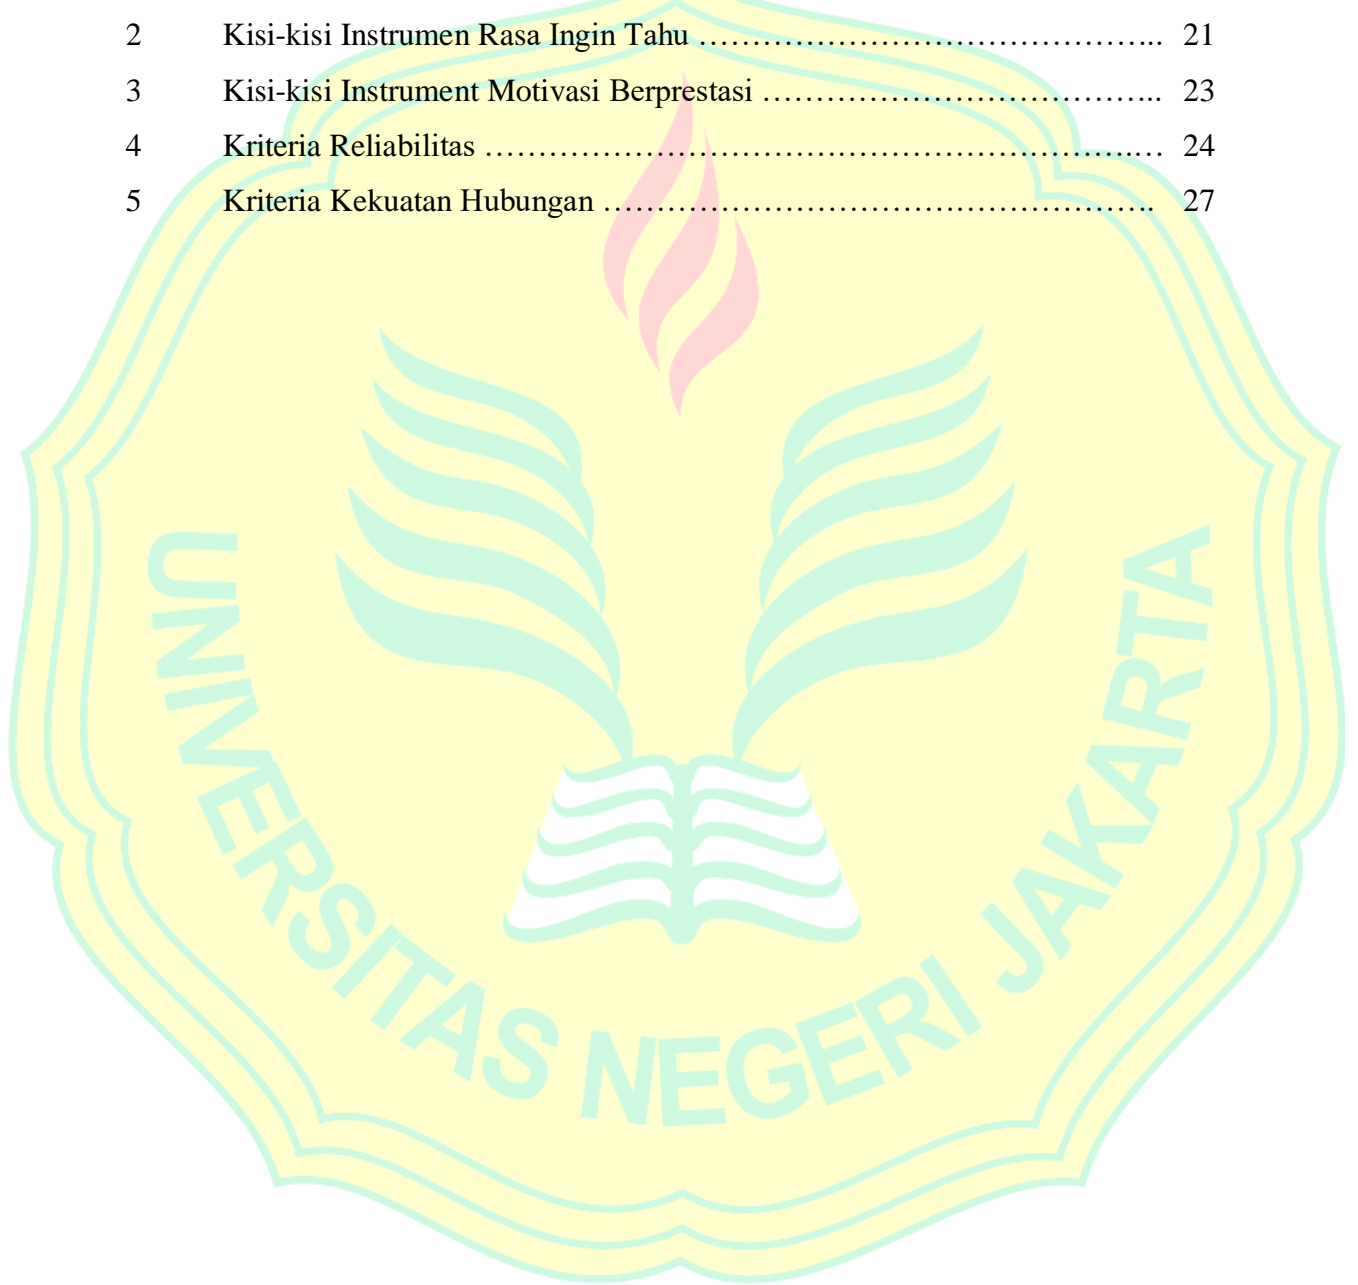 2 Kisi-kisi Instrumen Rasa Ingin Tahu …………………………………….. 21
3 Kisi-kisi Instrument Motivasi Berprestasi ……………………………….. 23
4 Kriteria Reliabilitas ……………………………………………………….… 24
5 Kriteria Kekuatan Hubungan ……………………………………………. 27
UNIVERSITAS NEGERI JAKARTA